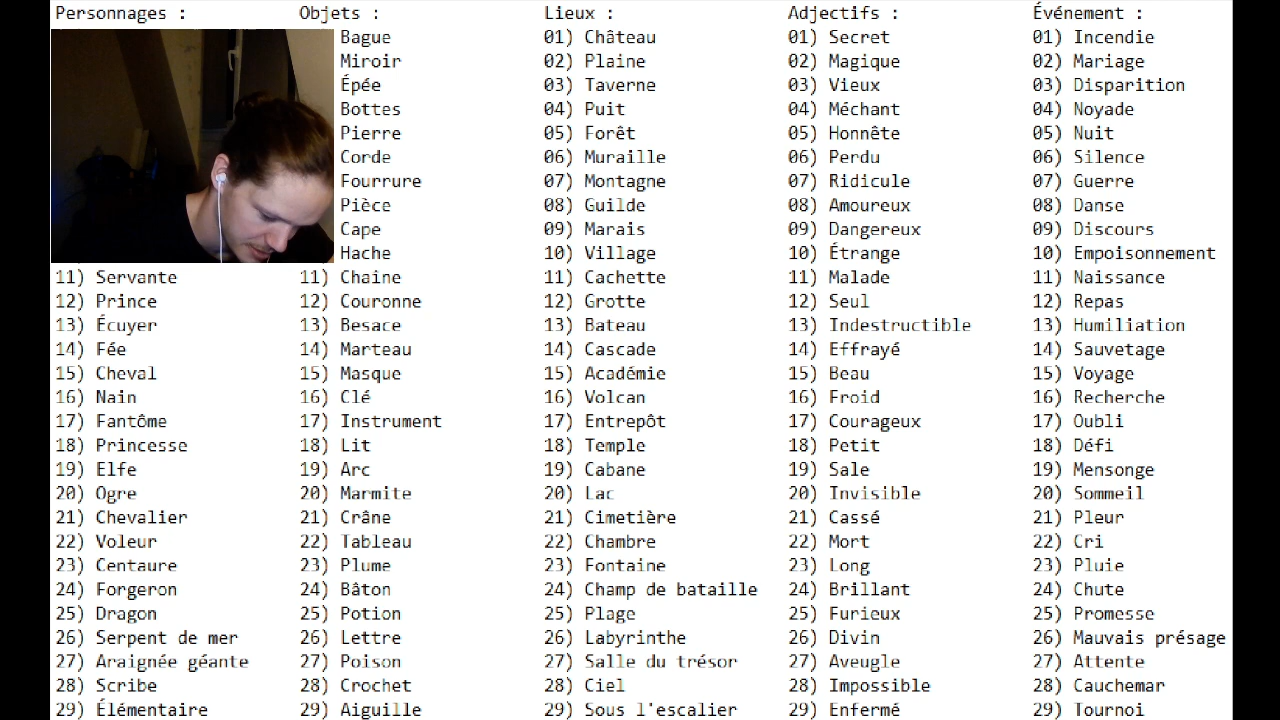 Personnages : Objets : Lieux : Adjectifs : Événement :
Bague 01) Château 01) Secret 01) Incendie
Miroir 02) Plaine 02) Magique 02) Mariage
Épée 03) Taverne 03) Vieux 03) Disparition
Bottes 04) Puit 04) Méchant 04) Noyade
Pierre 05) Forêt 05) Honnête 05) Nuit
Corde 06) Muraille 06) Perdu 06) Silence
Fourrure 07) Montagne 07) Ridicule 07) Guerre
Pièce 08) Guilde 08) Amoureux 08) Danse
Cape 09) Marais 09) Dangereux 09) Discours
Hache 10) Village 10) Étrange 10) Empoisonnement
11) Servante 11) Chaine 11) Cachette 11) Malade 11) Naissance
12) Prince 12) Couronne 12) Grotte 12) Seul 12) Repas
13) Écuyer 13) Besace 13) Bateau 13) Indestructible 13) Humiliation
14) Fée 14) Marteau 14) Cascade 14) Effrayé 14) Sauvetage
15) Cheval 15) Masque 15) Académie 15) Beau 15) Voyage
16) Nain 16) Clé 16) Volcan 16) Froid 16) Recherche
17) Fantôme 17) Instrument 17) Entrepôt 17) Courageux 17) Oubli
18) Princesse 18) Lit 18) Temple 18) Petit 18) Défi
19) Elfe 19) Arc 19) Cabane 19) Sale 19) Mensonge
20) Ogre 20) Marmite 20) Lac 20) Invisible 20) Sommeil
21) Chevalier 21) Crâne 21) Cimetière 21) Cassé 21) Pleur
22) Voleur 22) Tableau 22) Chambre 22) Mort 22) Cri
23) Centaure 23) Plume 23) Fontaine 23) Long 23) Pluie
24) Forgeron 24) Bâton 24) Champ de bataille 24) Brillant 24) Chute
25) Dragon 25) Potion 25) Plage 25) Furieux 25) Promesse
26) Serpent de mer 26) Lettre 26) Labyrinthe 26) Divin 26) Mauvais présage
27) Araignée géante 27) Poison 27) Salle du trésor 27) Aveugle 27) Attente
28) Scribe 28) Crochet 28) Ciel 28) Impossible 28) Cauchemar
29) Élémentaire 29) Aiguille 29) Sous l'escalier 29) Enfermé 29) Tournoi